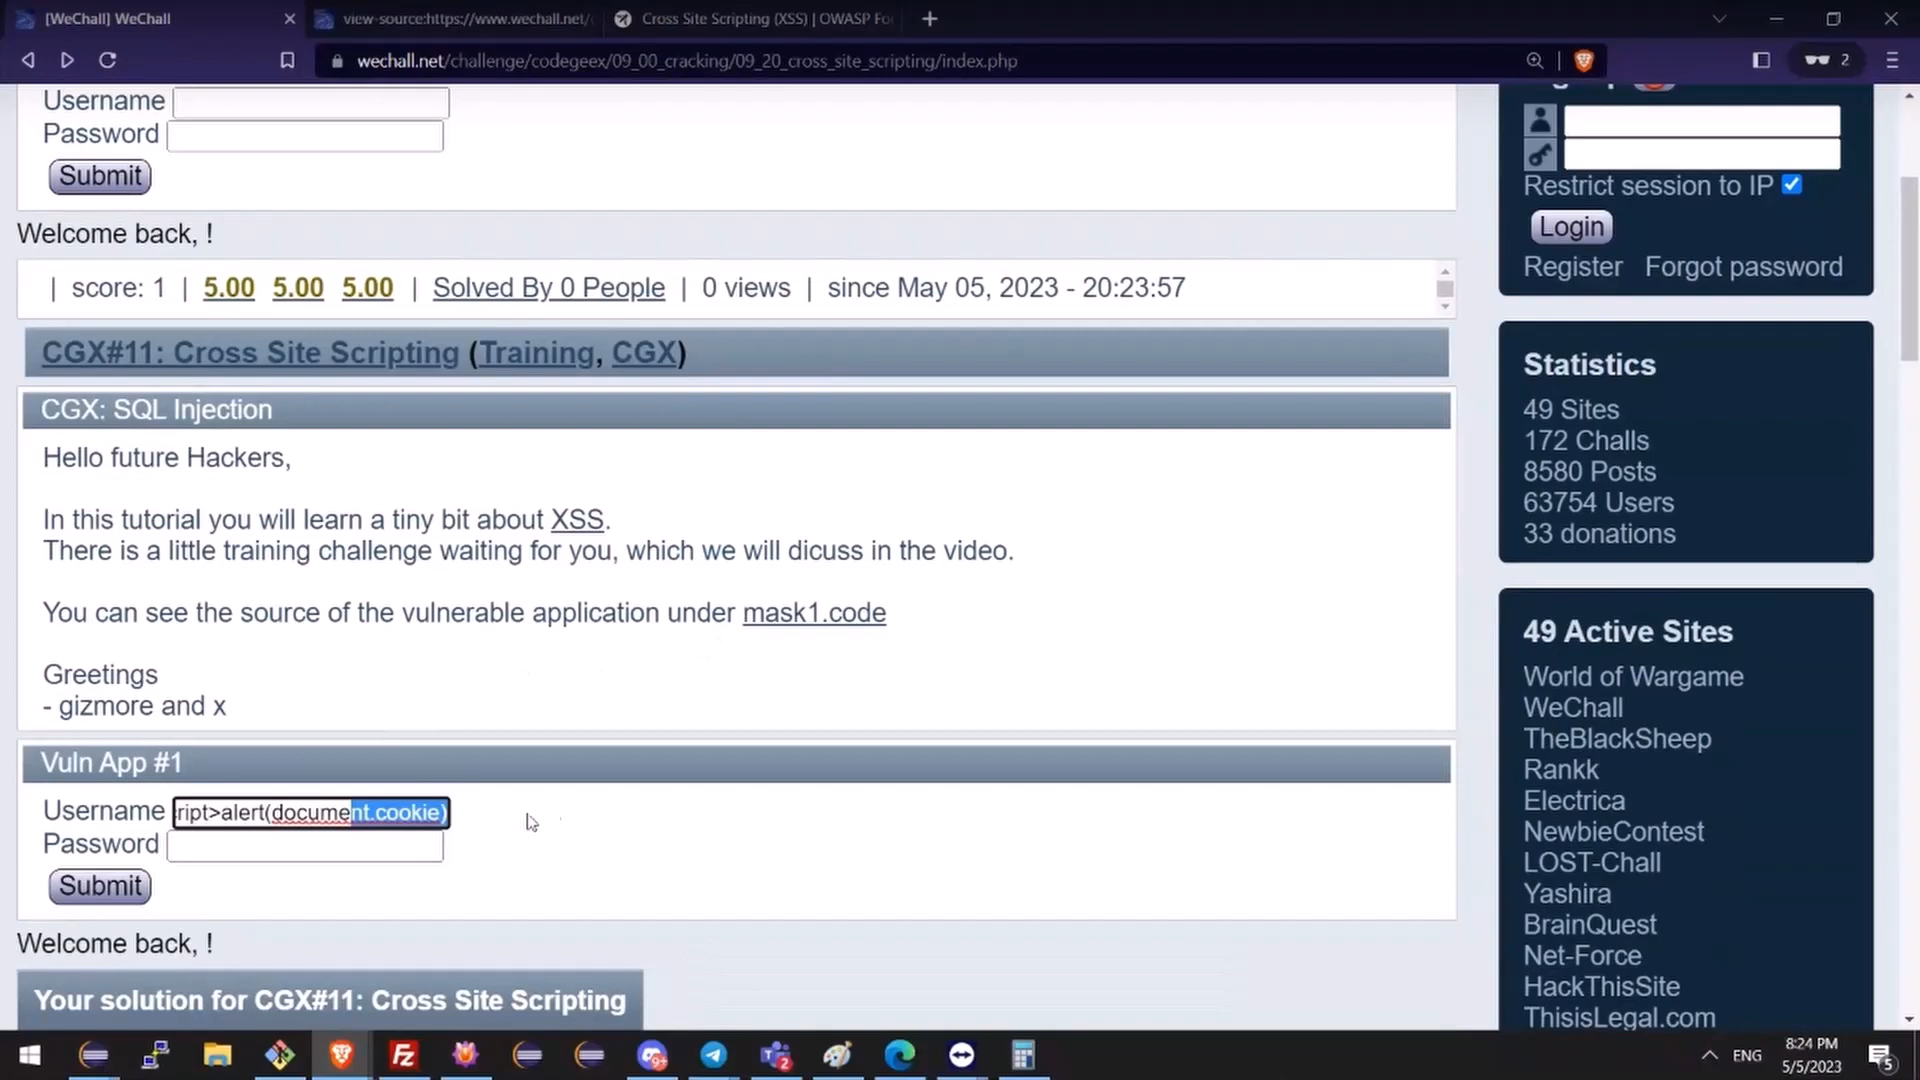 [WeChall] WeChall
view-source:https://www.wechall.net/c
Cross Site Scripting (XSS) | OWASP Fo
wechall.net/challenge/codegeex/09_00_cracking/09_20_cross_site_scripting/index.php
2
Username
Password
Submit
Welcome back, !
| score: 1 | 5.00 5.00 5.00 | Solved By 0 People | 0 views | since May 05, 2023 - 20:23:57
CGX#11: Cross Site Scripting (Training, CGX)
CGX: SQL Injection
Hello future Hackers,
In this tutorial you will learn a tiny bit about XSS.
There is a little training challenge waiting for you, which we will dicuss in the video.
You can see the source of the vulnerable application under mask1.code
Greetings
- gizmore and x
Vuln App #1
Username ript>alert(document.cookie)
Password
Submit
Welcome back, !
Your solution for CGX#11: Cross Site Scripting
Restrict session to IP
Login
Register Forgot password
Statistics
49 Sites
172 Challs
8580 Posts
63754 Users
33 donations
49 Active Sites
World of Wargame
WeChall
TheBlackSheep
Rankk
Electrica
NewbieContest
LOST-Chall
Yashira
BrainQuest
Net-Force
HackThisSite
ThisisLegal.com
9+
2
ENG
8:24 PM
5/5/2023
5